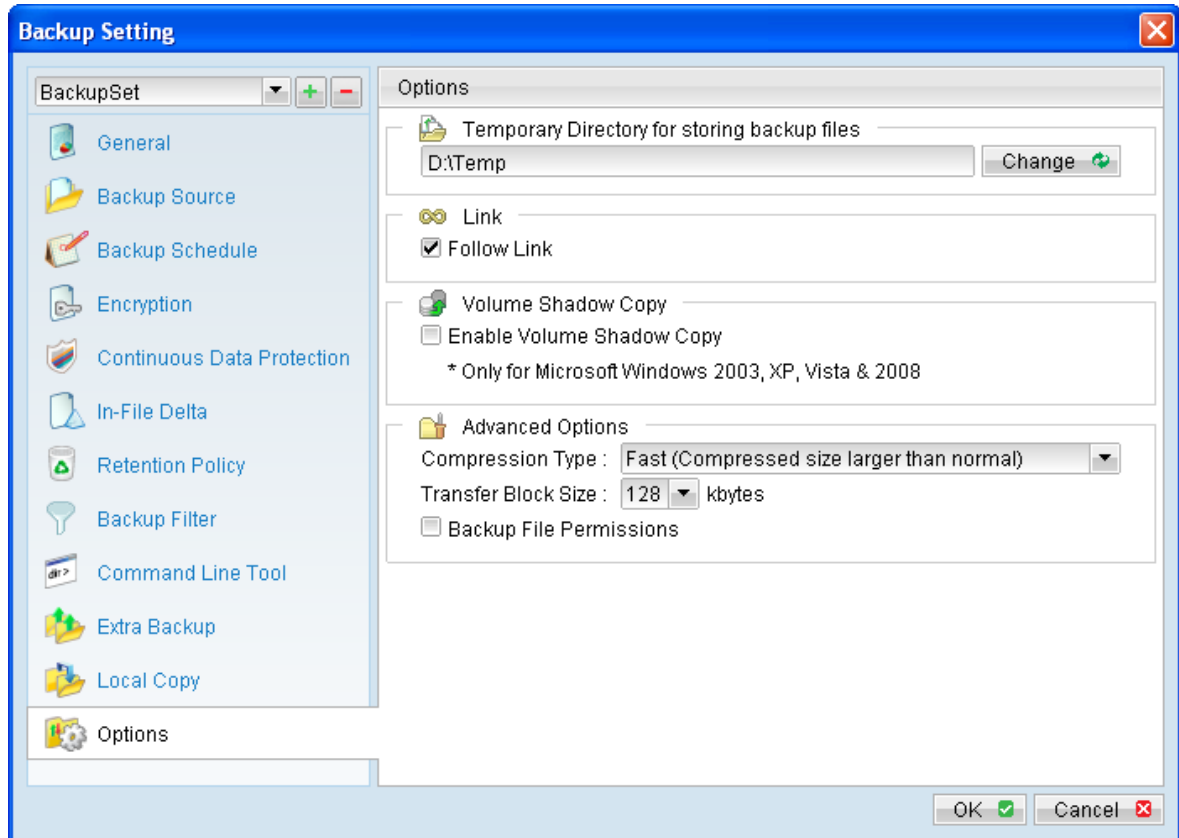 Backup Setting
BackupSet
General
Backup Source
Backup Schedule
Encryption
Continuous Data Protection
In-File Delta
Retention Policy
Backup Filter
dir>
Command Line Tool
Extra Backup
Local Copy
Options
Options
Temporary Directory for storing backup files
D:\Temp
Change
Link
Follow Link
Volume Shadow Copy
Enable Volume Shadow Copy
* Only for Microsoft Windows 2003, XP, Vista & 2008
Advanced Options
Compression Type : Fast (Compressed size larger than normal)
Transfer Block Size : 128 kbytes
Backup File Permissions
OK
Cancel